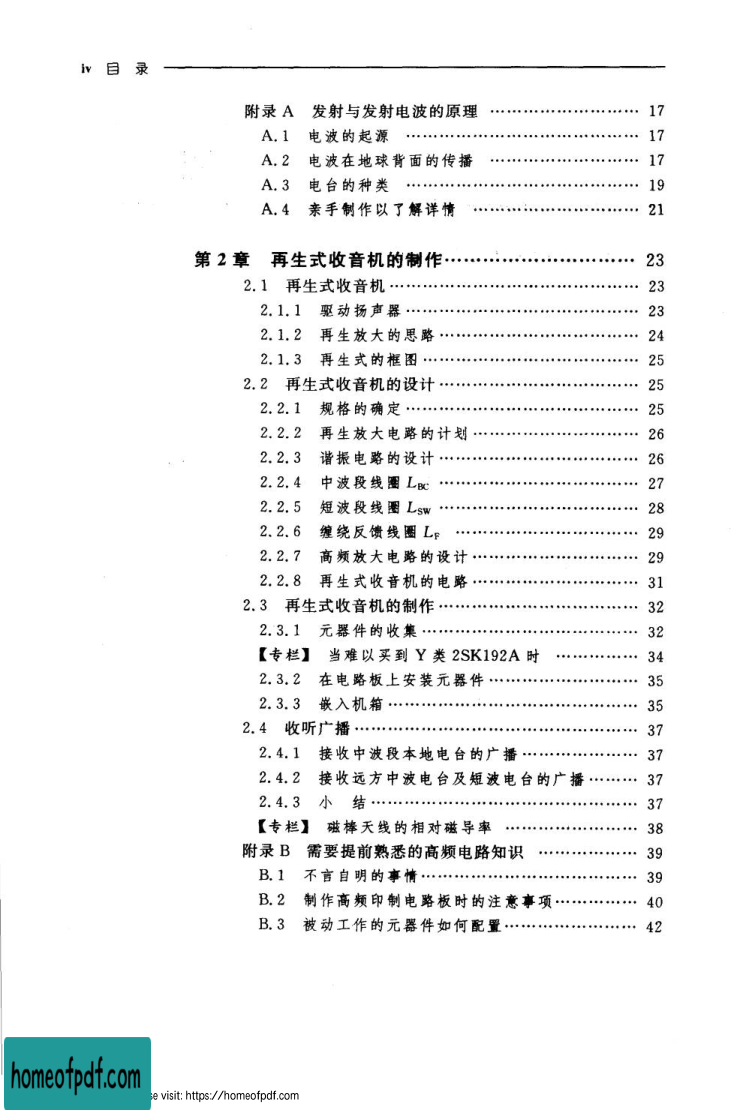 iv 目 录
附录 A 发射与发射电波的原理 ……………………… 17
A.1 电波的起源 ……………………… 17
A.2 电波在地球背面的传播 ……………………… 17
A.3 电台的种类 ……………………… 19
A.4 亲手制作以了解详情 ……………………… 21
第 2 章 再生式收音机的制作……………………… 23
2.1 再生式收音机……………………… 23
2.1.1 驱动扬声器……………………… 23
2.1.2 再生放大的思路……………………… 24
2.1.3 再生式的框图……………………… 25
2.2 再生式收音机的设计……………………… 25
2.2.1 规格的确定……………………… 25
2.2.2 再生放大电路的计划……………………… 26
2.2.3 谐振电路的设计……………………… 26
2.2.4 中波段线圈 LBC ……………………… 27
2.2.5 短波段线圈 LSW ……………………… 28
2.2.6 缠绕反馈线圈 LF ……………………… 29
2.2.7 高频放大电路的设计……………………… 29
2.2.8 再生式收音机的电路……………………… 31
2.3 再生式收音机的制作……………………… 32
2.3.1 元器件的收集……………………… 32
【专栏】 当难以买到 Y 类 2SK192A 时 …………… 34
2.3.2 在电路板上安装元器件……………………… 35
2.3.3 嵌入机箱……………………… 35
2.4 收听广播……………………… 37
2.4.1 接收中波段本地电台的广播……………… 37
2.4.2 接收远方中波电台及短波电台的广播……… 37
2.4.3 小 结……………………… 37
【专栏】 磁棒天线的相对磁导率 ……………………… 38
附录 B 需要提前熟悉的高频电路知识 ……………… 39
B.1 不言自明的事情……………………… 39
B.2 制作高频印制电路板时的注意事项…………… 40
B.3 被动工作的元器件如何配置……………………… 42
homeofpdf.com
se visit: https://homeofpdf.com